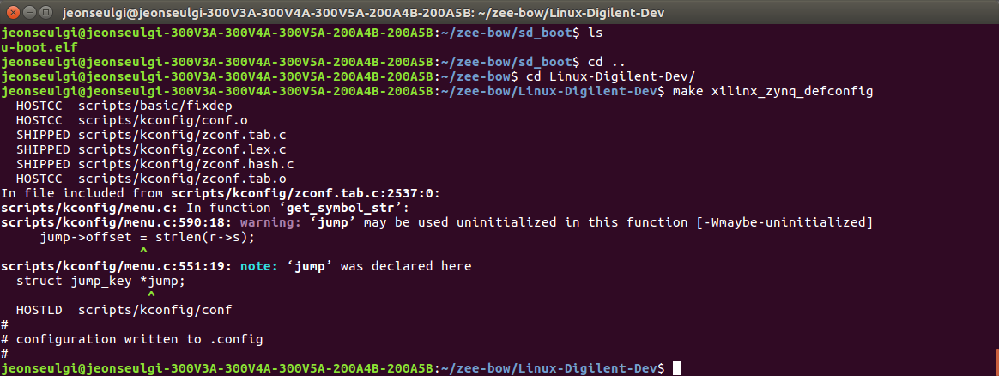 jeonseulgi@jeonseulgi-300V3A-300V4A-300V5A-200A4B-200A5B: ~/zee-bow/Linux-Digilent-Dev
jeonseulgi@jeonseulgi-300V3A-300V4A-300V5A-200A4B-200A5B:~/zee-bow/sd_boot$ ls
u-boot.elf
jeonseulgi@jeonseulgi-300V3A-300V4A-300V5A-200A4B-200A5B:~/zee-bow/sd_boot$ cd ..
jeonseulgi@jeonseulgi-300V3A-300V4A-300V5A-200A4B-200A5B:~/zee-bow$ cd Linux-Digilent-Dev/
jeonseulgi@jeonseulgi-300V3A-300V4A-300V5A-200A4B-200A5B:~/zee-bow/Linux-Digilent-Dev$ make xilinx_zynq_defconfig
  HOSTCC  scripts/basic/fixdep
  HOSTCC  scripts/kconfig/conf.o
  SHIPPED scripts/kconfig/zconf.tab.c
  SHIPPED scripts/kconfig/zconf.lex.c
  SHIPPED scripts/kconfig/zconf.hash.c
  HOSTCC  scripts/kconfig/zconf.tab.o
In file included from scripts/kconfig/zconf.tab.c:2537:0:
scripts/kconfig/menu.c: In function ‘get_symbol_str’:
scripts/kconfig/menu.c:590:18: warning: ‘jump’ may be used uninitialized in this function [-Wmaybe-uninitialized]
     jump->offset = strlen(r->s);
                  ^
scripts/kconfig/menu.c:551:19: note: ‘jump’ was declared here
  struct jump_key *jump;
                   ^
  HOSTLD  scripts/kconfig/conf
#
# configuration written to .config
#
jeonseulgi@jeonseulgi-300V3A-300V4A-300V5A-200A4B-200A5B:~/zee-bow/Linux-Digilent-Dev$